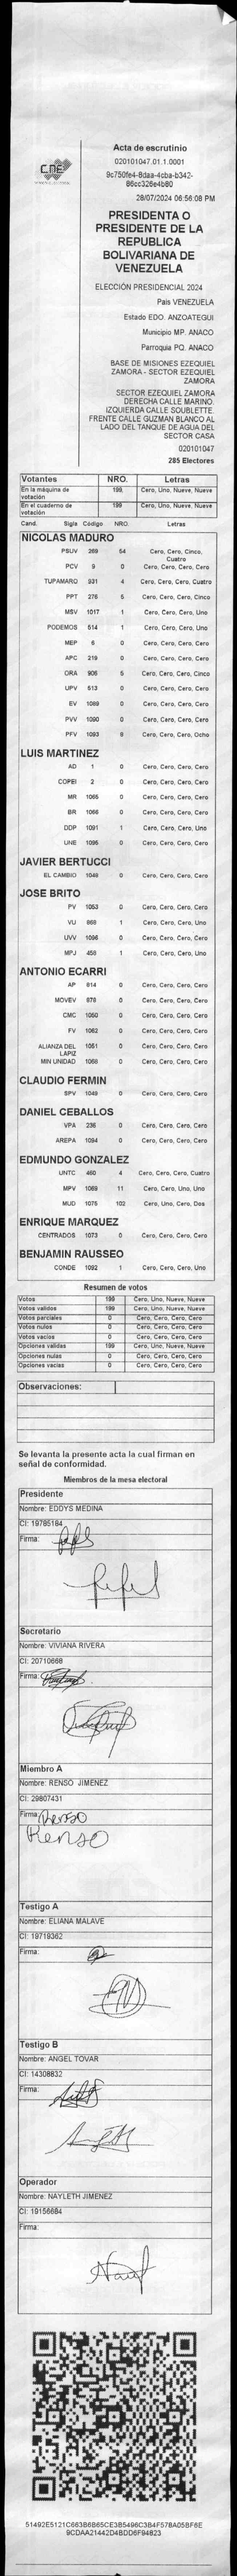 CNE
Acta de escrutinio
020101047.01.1.0001
9c750fe4-8daa-4cba-b342-
86cc326e4b80
28/07/2024 06:56:08 PM
PRESIDENTA O
PRESIDENTE DE LA
REPUBLICA
BOLIVARIANA DE
VENEZUELA
ELECCIÓN PRESIDENCIAL 2024
Pais VENEZUELA
Estado EDO. ANZOATEGUI
Municipio MP. ANACO
Parroquia PQ. ANACO
BASE DE MISIONES EZEQUIEL
ZAMORA - SECTOR EZEQUIEL
ZAMORA
SECTOR EZEQUIEL ZAMORA
DERECHA CALLE MARINO.
IZQUIERDA CALLE SOUBLETTE.
FRENTE CALLE GUZMAN BLANCO AL
LADO DEL TANQUE DE AGUA DEL
SECTOR CASA
020101047
285 Electores
Votantes NRO. Letras
En la máquina de votación 199 Cero, Uno, Nueve, Nueve
En el cuaderno de votación 199 Cero, Uno, Nueve, Nueve
Cand. Sigla Código NRO. Letras
NICOLAS MADURO
PSUV 269 54 Cero, Cero, Cinco, Cuatro
PCV 9 0 Cero, Cero, Cero, Cero
TUPAMARO 931 4 Cero, Cero, Cero, Cuatro
PPT 276 5 Cero, Cero, Cero, Cinco
MSV 1017 1 Cero, Cero, Cero, Uno
PODEMOS 514 1 Cero, Cero, Cero, Uno
MEP 6 0 Cero, Cero, Cero, Cero
APC 219 0 Cero, Cero, Cero, Cero
ORA 906 5 Cero, Cero, Cero, Cinco
UPV 513 0 Cero, Cero, Cero, Cero
EV 1089 0 Cero, Cero, Cero, Cero
PVV 1090 0 Cero, Cero, Cero, Cero
PFV 1093 8 Cero, Cero, Cero, Ocho
LUIS MARTINEZ
AD 1 0 Cero, Cero, Cero, Cero
COPEI 2 0 Cero, Cero, Cero, Cero
MR 1065 0 Cero, Cero, Cero, Cero
BR 1066 0 Cero, Cero, Cero, Cero
DDP 1091 1 Cero, Cero, Cero, Uno
UNE 1095 0 Cero, Cero, Cero, Cero
JAVIER BERTUCCI
EL CAMBIO 1048 0 Cero, Cero, Cero, Cero
JOSE BRITO
PV 1053 0 Cero, Cero, Cero, Cero
VU 868 1 Cero, Cero, Cero, Uno
UVV 1096 0 Cero, Cero, Cero, Cero
MPJ 458 1 Cero, Cero, Cero, Uno
ANTONIO ECARRI
AP 814 0 Cero, Cero, Cero, Cero
MOVEV 879 0 Cero, Cero, Cero, Cero
CMC 1050 0 Cero, Cero, Cero, Cero
FV 1062 0 Cero, Cero, Cero, Cero
ALIANZA DEL LAPIZ 1051 0 Cero, Cero, Cero, Cero
MIN UNIDAD 1068 0 Cero, Cero, Cero, Cero
CLAUDIO FERMIN
SPV 1049 0 Cero, Cero, Cero, Cero
DANIEL CEBALLOS
VPA 236 0 Cero, Cero, Cero, Cero
AREPA 1094 0 Cero, Cero, Cero, Cero
EDMUNDO GONZALEZ
UNTC 460 4 Cero, Cero, Cero, Cuatro
MPV 1069 11 Cero, Cero, Uno, Uno
MUD 1075 102 Cero, Uno, Cero, Dos
ENRIQUE MARQUEZ
CENTRADOS 1073 0 Cero, Cero, Cero, Cero
BENJAMIN RAUSSEO
CONDE 1092 1 Cero, Cero, Cero, Uno
Resumen de votos
Votos 199 Cero, Uno, Nueve, Nueve
Votos validos 199 Cero, Uno, Nueve, Nueve
Votos parciales 0 Cero, Cero, Cero, Cero
Votos nulos 0 Cero, Cero, Cero, Cero
Votos vacios 0 Cero, Cero, Cero, Cero
Opciones validas 199 Cero, Uno, Nueve, Nueve
Opciones nulas 0 Cero, Cero, Cero, Cero
Opciones vacias 0 Cero, Cero, Cero, Cero
Observaciones:
Se levanta la presente acta la cual firman en
señal de conformidad.
Miembros de la mesa electoral
Presidente
Nombre: EDDYS MEDINA
CI: 19785184
Firma:
Secretario
Nombre: VIVIANA RIVERA
CI: 20710668
Firma:
Miembro A
Nombre: RENSO JIMENEZ
CI: 29807431
Firma: Renso
Renso
Testigo A
Nombre: ELIANA MALAVE
CI: 19719362
Firma:
Testigo B
Nombre: ANGEL TOVAR
CI: 14308832
Firma:
Operador
Nombre: NAYLETH JIMENEZ
CI: 19156684
Firma:
51492E5121C663B6B65CE3B5496C3B4F578A05BF6E
9CDAA21442D4BDD6F94823